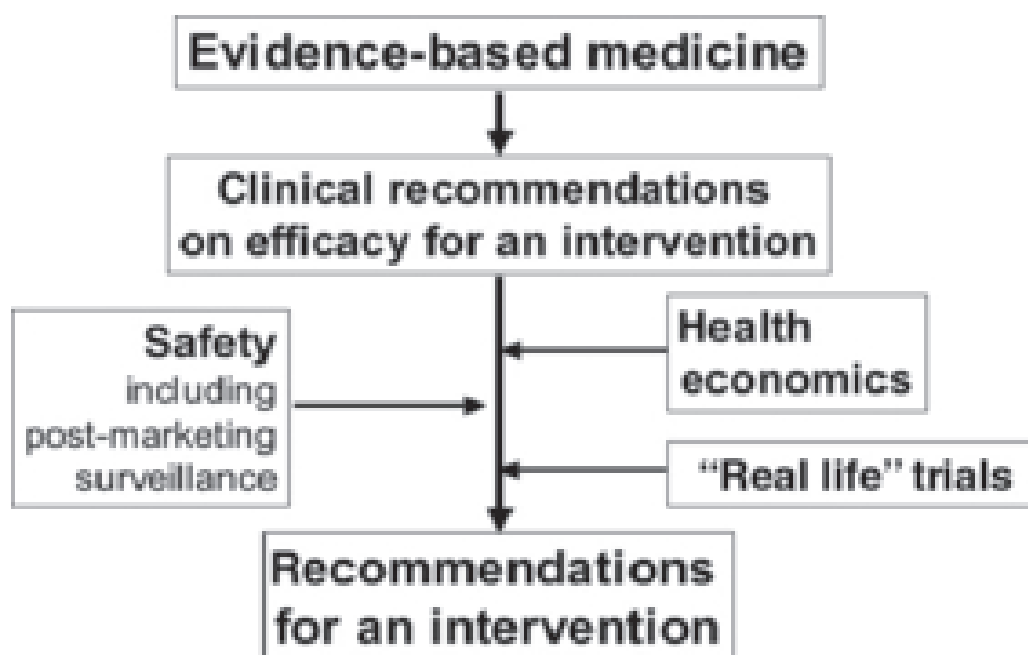 Evidence-based medicine
Clinical recommendations
on efficacy for an intervention
Safety
including
post-marketing
surveillance
Health
economics
“Real life” trials
Recommendations
for an intervention